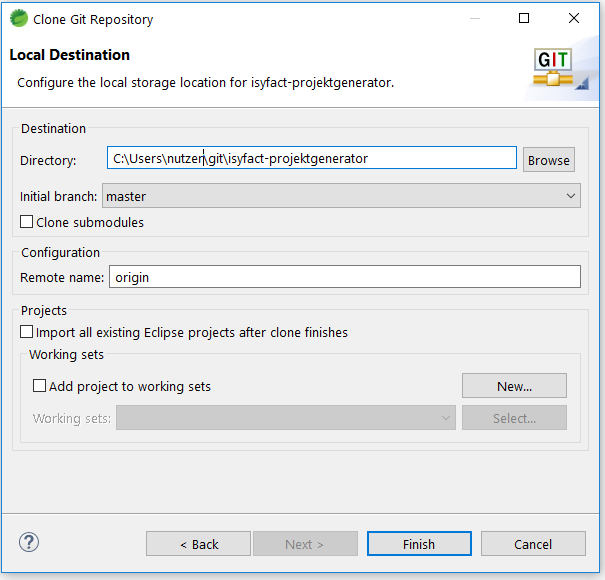 Clone Git Repository
Local Destination
Configure the local storage location for isyfact-projektgenerator.
GIT
Destination
Directory: C:\Users\nutzer\git\isyfact-projektgenerator Browse
Initial branch: master
Clone submodules
Configuration
Remote name: origin
Projects
Import all existing Eclipse projects after clone finishes
Working sets
Add project to working sets New...
Working sets: Select...
? < Back Next > Finish Cancel